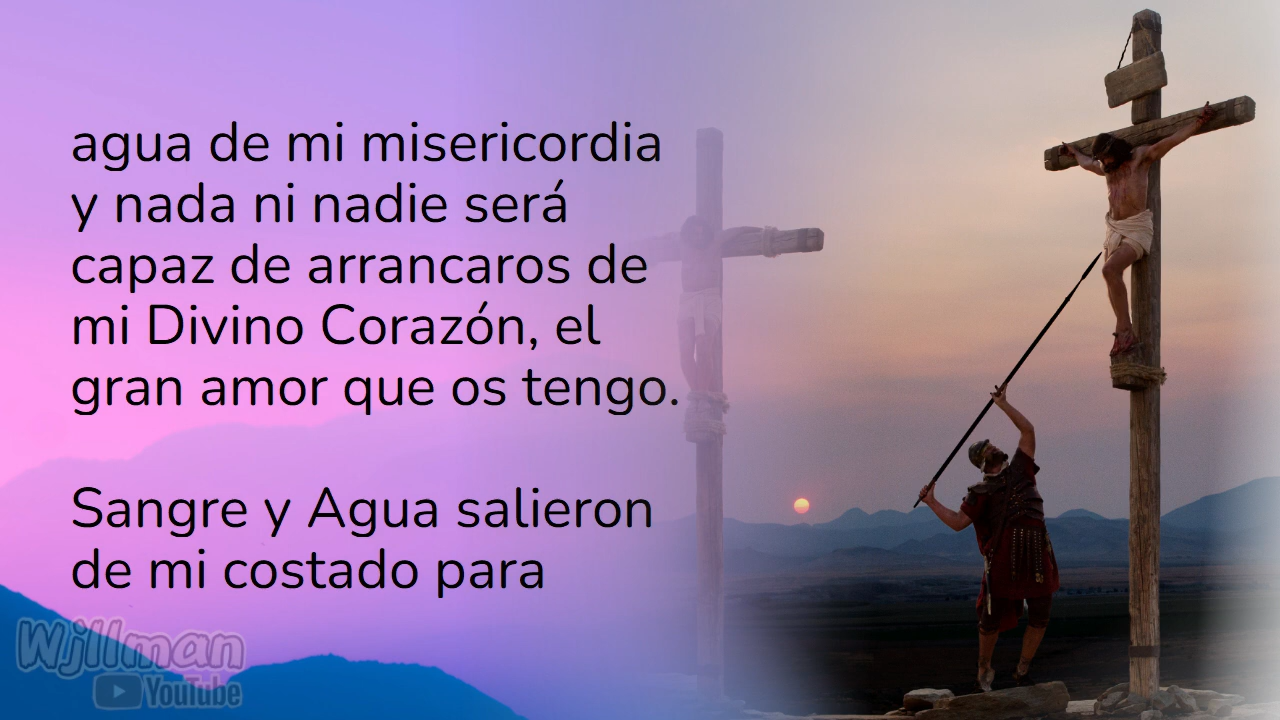 agua de mi misericordia
y nada ni nadie será
capaz de arrancaros de
mi Divino Corazón, el
gran amor que os tengo.
Sangre y Agua salieron
de mi costado para
Wjllman
YouTube